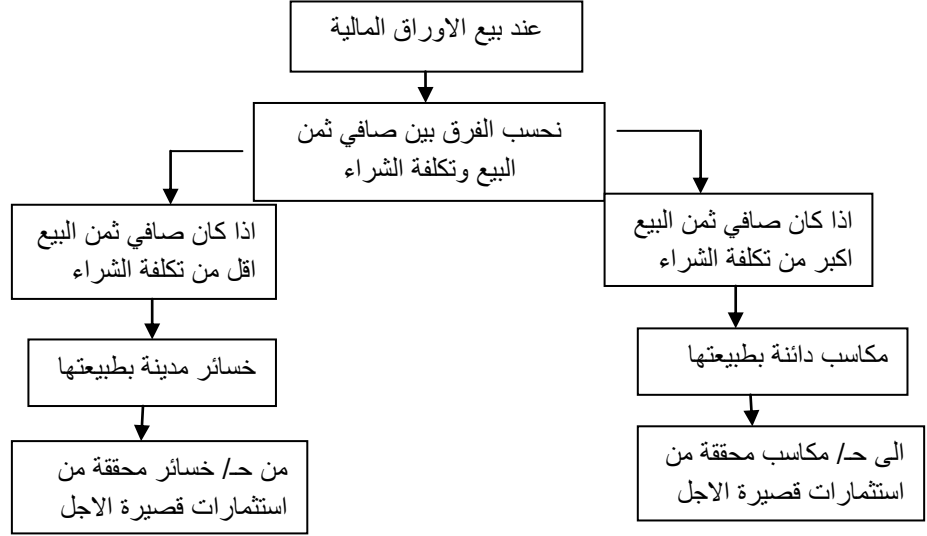 عند بيع الاوراق المالية
نحسب الفرق بين صافي ثمن
البيع وتكلفة الشراء
اذا كان صافي ثمن البيع
اكبر من تكلفة الشراء
اذا كان صافي ثمن البيع
اقل من تكلفة الشراء
مكاسب دائنة بطبيعتها
خسائر مدينة بطبيعتها
الى حـ/ مكاسب محققة من
استثمارات قصيرة الاجل
من حـ/ خسائر محققة من
استثمارات قصيرة الاجل